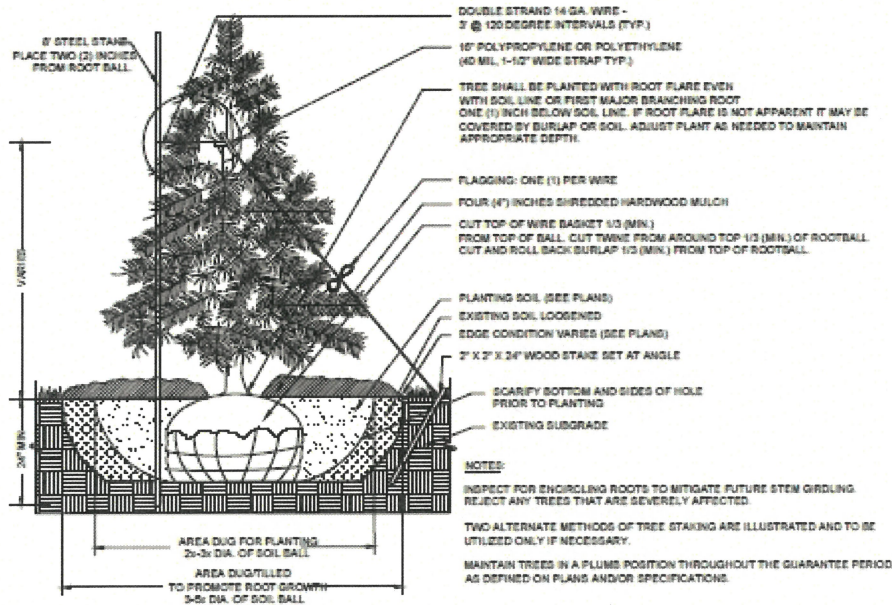 8' STEEL STAKE
PLACE TWO (2) INCHES
FROM ROOT BALL
DOUBLE STRAND 14 GA. WIRE -
3' @ 120 DEGREE INTERVALS (TYP.)
16" POLYPROPYLENE OR POLYETHYLENE
(40 MIL, 1-1/2" WIDE STRAP TYP.)
TREE SHALL BE PLANTED WITH ROOT FLARE EVEN
WITH SOIL LINE OR FIRST MAJOR BRANCHING ROOT
ONE (1) INCH BELOW SOIL LINE. IF ROOT FLARE IS NOT APPARENT IT MAY BE
COVERED BY BURLAP OR SOIL. ADJUST PLANT AS NEEDED TO MAINTAIN
APPROPRIATE DEPTH.
FLAGGING: ONE (1) PER WIRE
FOUR (4") INCHES SHREDDED HARDWOOD MULCH
CUT TOP OF WIRE BASKET 1/3 (MIN.)
FROM TOP OF BALL. CUT TWINE FROM AROUND TOP 1/3 (MIN.) OF ROOTBALL.
CUT AND ROLL BACK BURLAP 1/3 (MIN.) FROM TOP OF ROOTBALL.
PLANTING SOIL (SEE PLANS)
EXISTING SOIL LOOSENED
EDGE CONDITION VARIES (SEE PLANS)
2" X 2" X 24" WOOD STAKE SET AT ANGLE
SCARIFY BOTTOM AND SIDES OF HOLE
PRIOR TO PLANTING
EXISTING SUBGRADE
VARIES
24" MIN.
AREA DUG FOR PLANTING
2x-3x DIA. OF SOIL BALL
AREA DUG/TILLED
TO PROMOTE ROOT GROWTH
3-5x DIA. OF SOIL BALL
NOTES:
INSPECT FOR ENCIRCLING ROOTS TO MITIGATE FUTURE STEM GIRDLING.
REJECT ANY TREES THAT ARE SEVERELY AFFECTED.
TWO ALTERNATE METHODS OF TREE STAKING ARE ILLUSTRATED AND TO BE
UTILIZED ONLY IF NECESSARY.
MAINTAIN TREES IN A PLUMB POSITION THROUGHOUT THE GUARANTEE PERIOD
AS DEFINED ON PLANS AND/OR SPECIFICATIONS.